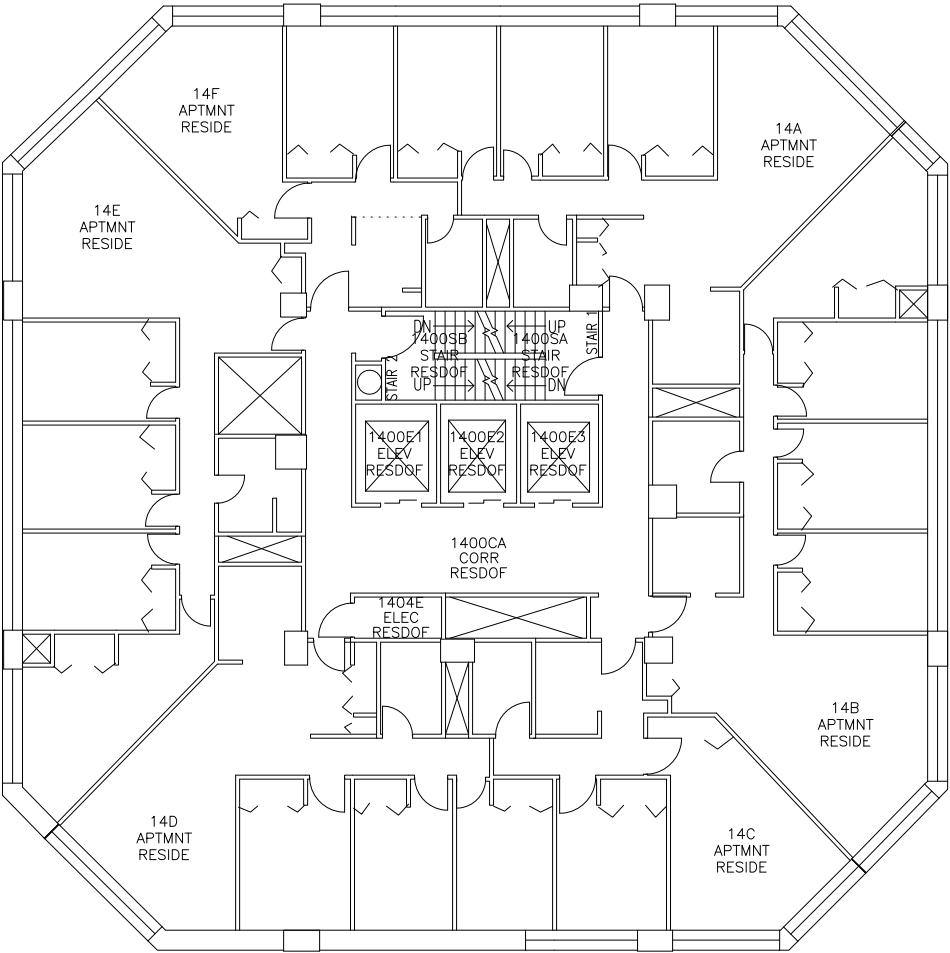 14F
APTMNT
RESIDE
14A
APTMNT
RESIDE
14E
APTMNT
RESIDE
DN
UP
1400SB
STAIR
RESDOF
1400SA
STAIR
RESDOF
STAIR 1
STAIR 2
UP
DN
1400E1
ELEV
RESDOF
1400E2
ELEV
RESDOF
1400E3
ELEV
RESDOF
1400CA
CORR
RESDOF
1404E
ELEC
RESDOF
14B
APTMNT
RESIDE
14D
APTMNT
RESIDE
14C
APTMNT
RESIDE